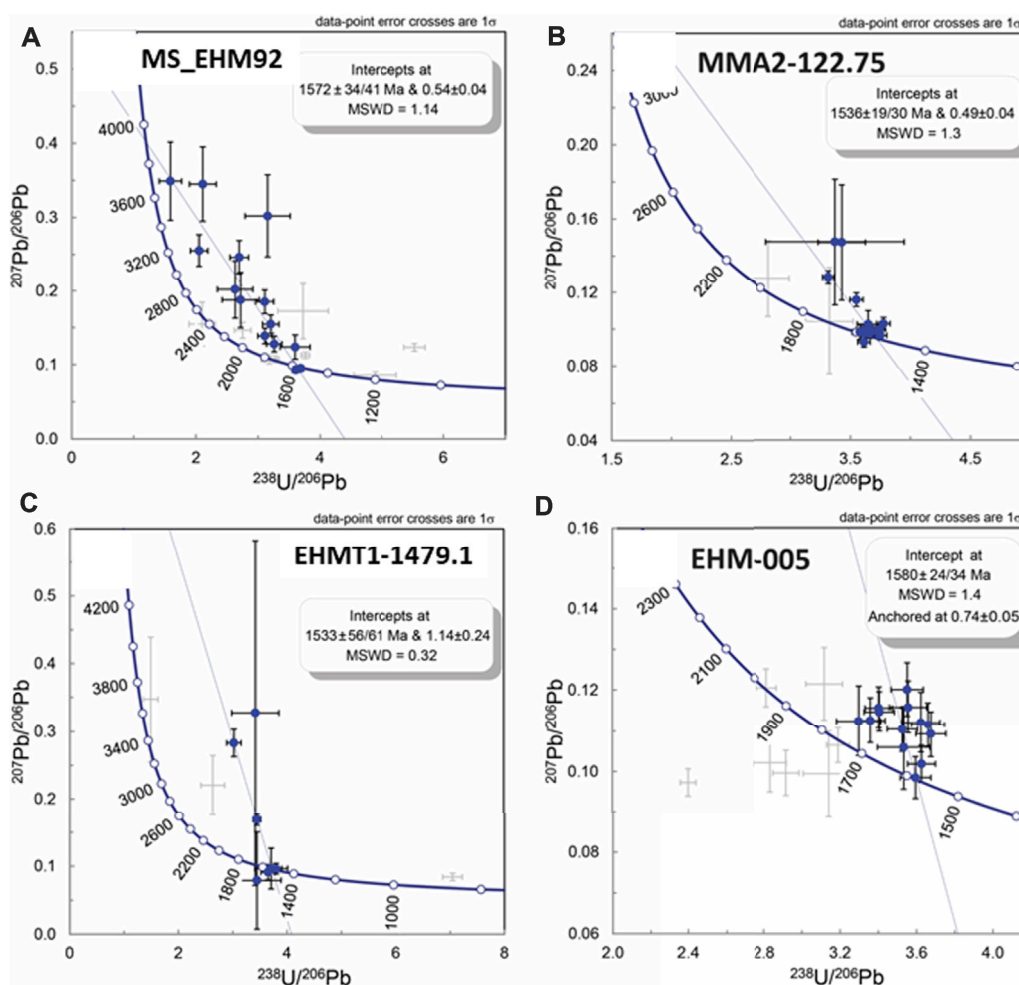 A
data-point error crosses are 1σ
MS_EHM92
Intercepts at
1572 ± 34/41 Ma & 0.54±0.04
MSWD = 1.14
0.5
0.4
0.3
0.2
0.1
0.0
207Pb/206Pb
4000
3600
3200
2800
2400
2000
1600
1200
0
2
4
6
238U/206Pb
B
data-point error crosses are 1σ
MMA2-122.75
Intercepts at
1536±19/30 Ma & 0.49±0.04
MSWD = 1.3
0.24
0.20
0.16
0.12
0.08
0.04
207Pb/206Pb
3000
2600
2200
1800
1400
1.5
2.5
3.5
4.5
238U/206Pb
C
data-point error crosses are 1σ
EHMT1-1479.1
Intercepts at
1533±56/61 Ma & 1.14±0.24
MSWD = 0.32
0.6
0.5
0.4
0.3
0.2
0.1
0.0
207Pb/206Pb
4200
3800
3400
3000
2600
2200
1800
1400
1000
0
2
4
6
8
238U/206Pb
D
data-point error crosses are 1σ
EHM-005
Intercept at
1580± 24/34 Ma
MSWD = 1.4
Anchored at 0.74±0.05
0.16
0.14
0.12
0.10
0.08
0.06
207Pb/206Pb
2300
2100
1900
1700
1500
2.0
2.4
2.8
3.2
3.6
4.0
238U/206Pb